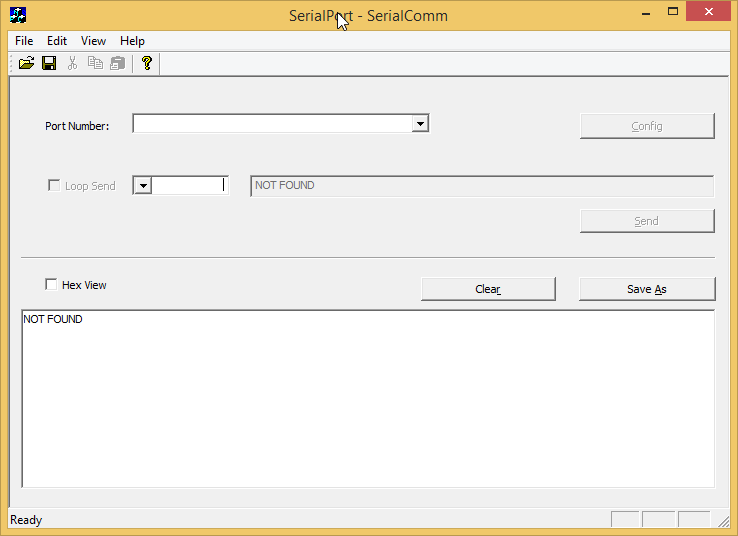 SerialPort - SerialComm
File Edit View Help
Port Number:
Config
Loop Send
NOT FOUND
Send
Hex View
Clear
Save As
NOT FOUND
Ready